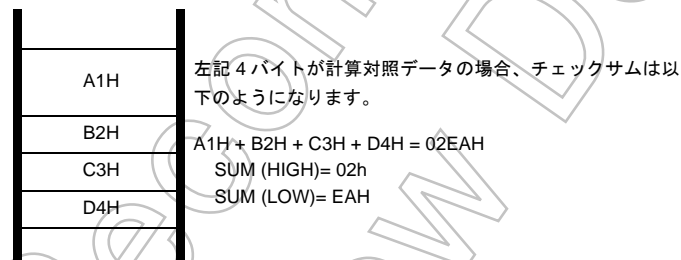 A1H
B2H
C3H
D4H
左記 4 バイトが計算対照データの場合、チェックサムは以
下のようになります。
A1H + B2H + C3H + D4H = 02EAH
SUM (HIGH)= 02h
SUM (LOW)= EAH